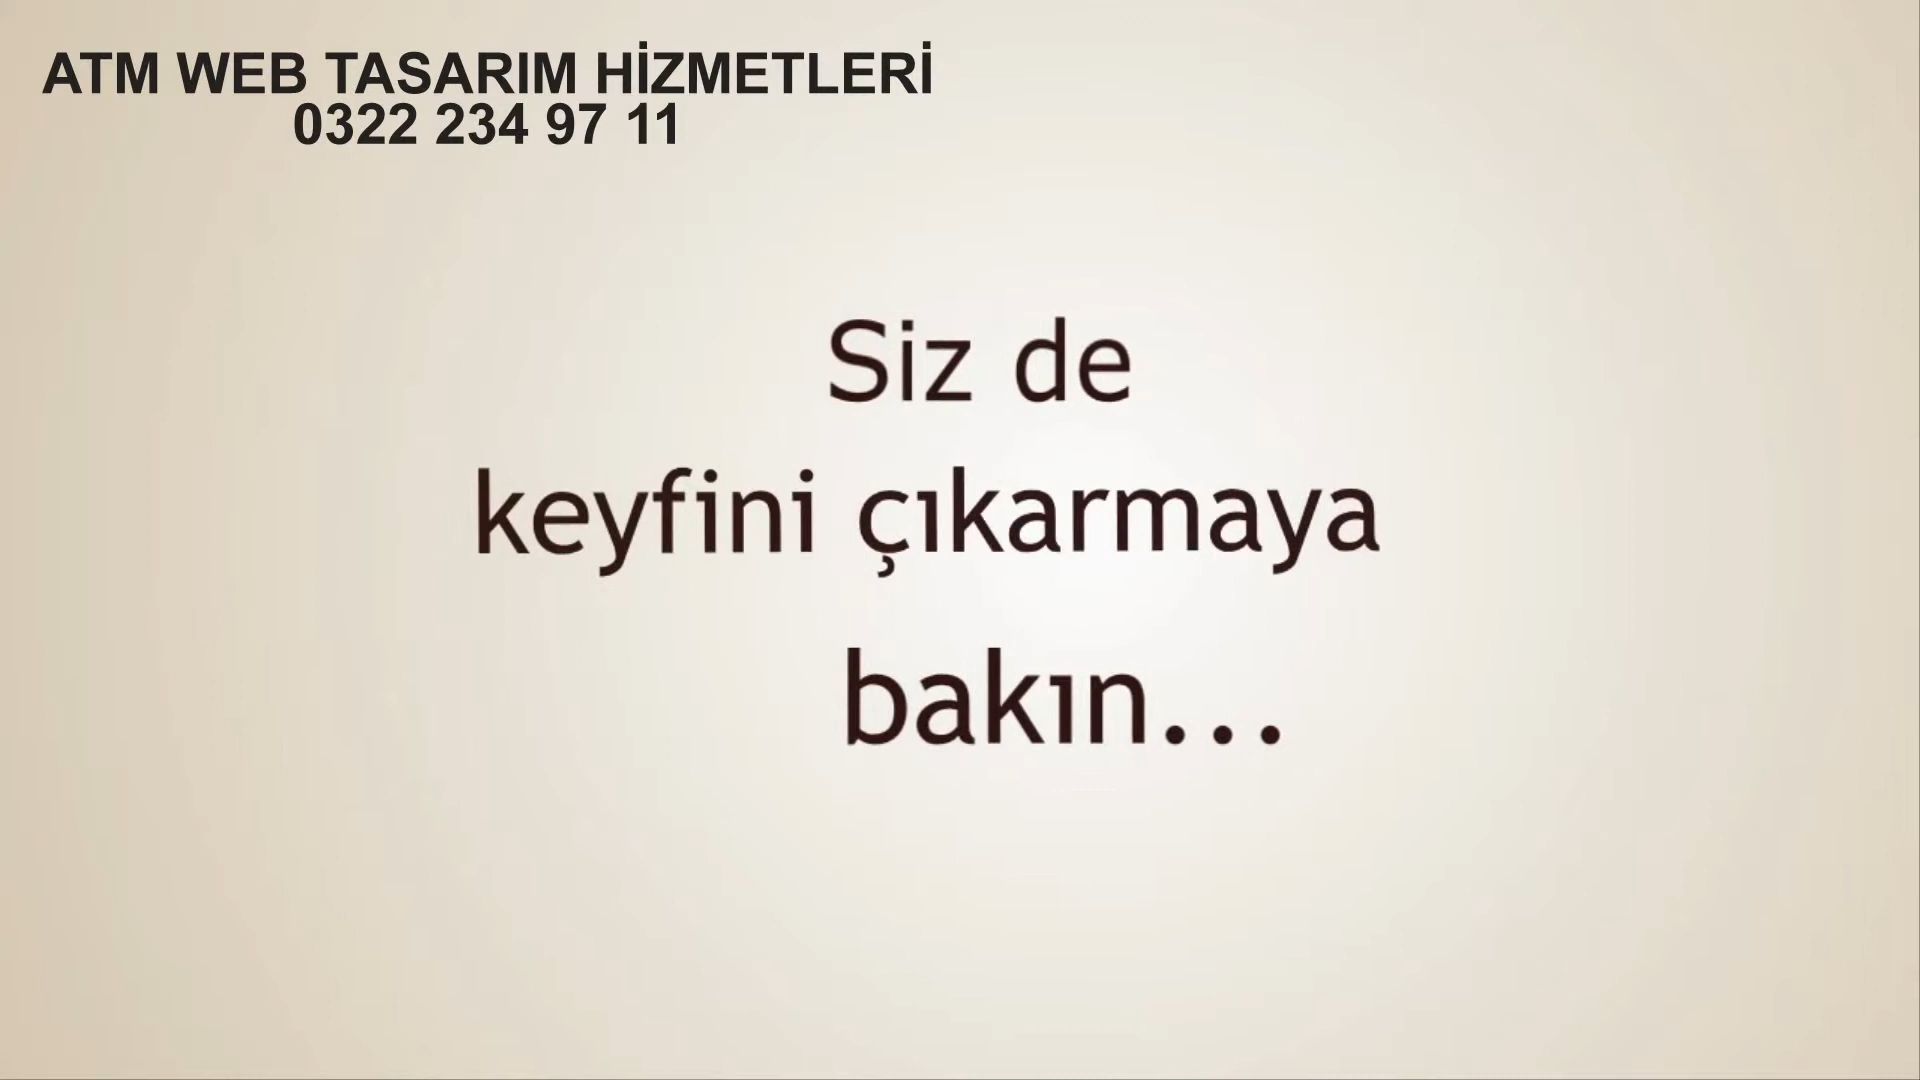 ATM WEB TASARIM HİZMETLERİ
0322 234 97 11
Siz de
keyfini çıkarmaya
bakın...